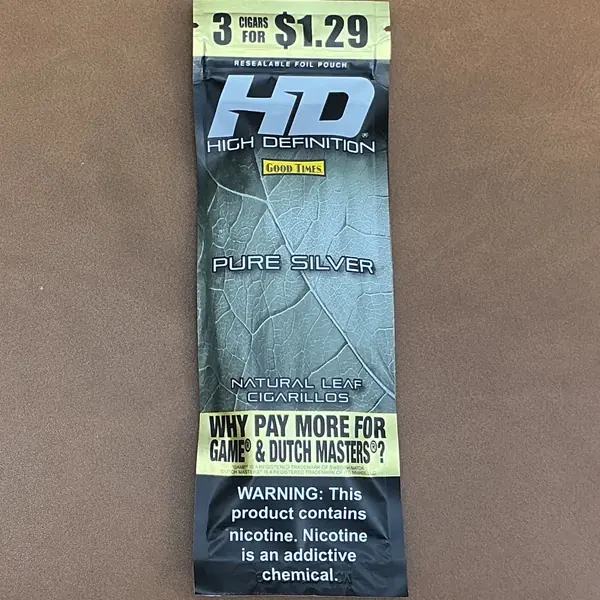 3 CIGARS FOR $1.29
RESEALABLE FOIL POUCH
HD®
HIGH DEFINITION
GOOD TIMES®
PURE SILVER
NATURAL LEAF
CIGARILLOS
WHY PAY MORE FOR
GAME® & DUTCH MASTERS®?
WARNING: This
product contains
nicotine. Nicotine
is an addictive
chemical.